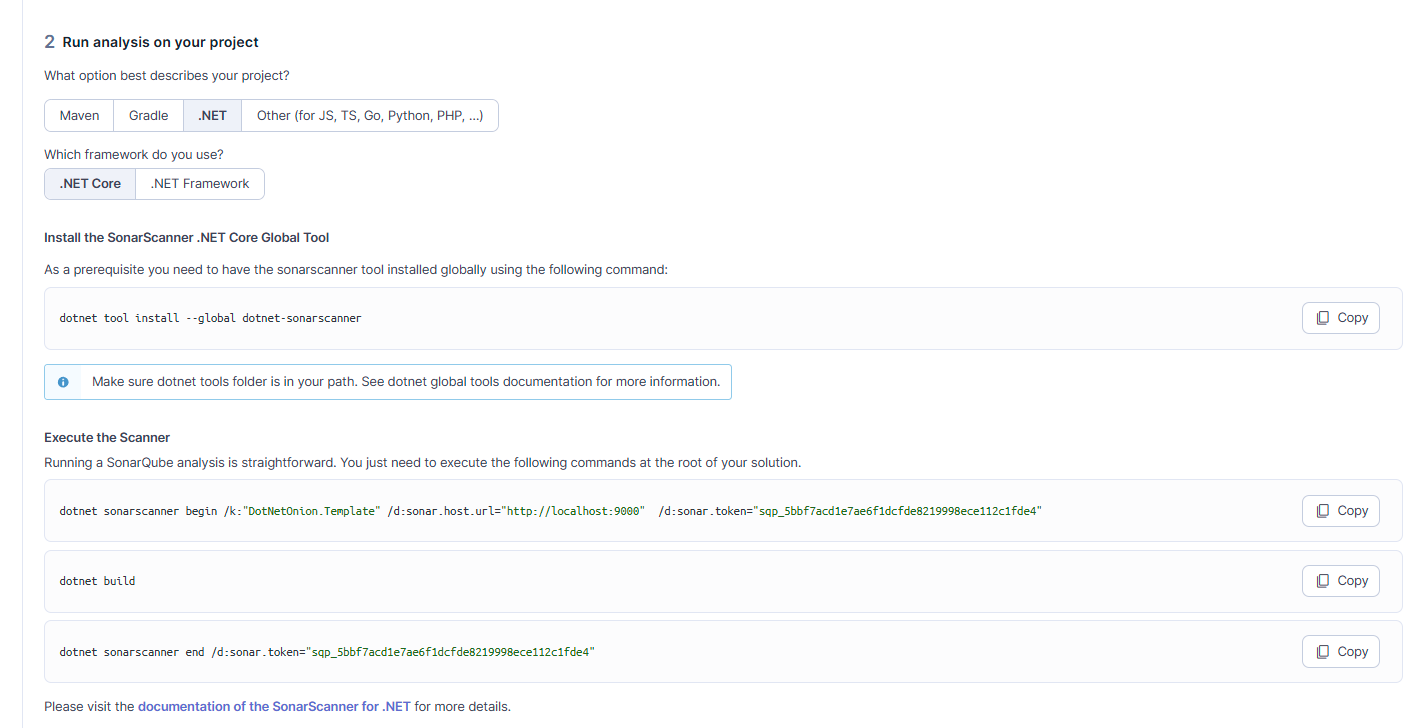 2 Run analysis on your project
What option best describes your project?
Maven Gradle .NET Other (for JS, TS, Go, Python, PHP, ...)
Which framework do you use?
.NET Core .NET Framework
Install the SonarScanner .NET Core Global Tool
As a prerequisite you need to have the sonarscanner tool installed globally using the following command:
dotnet tool install --global dotnet-sonarscanner Copy
Make sure dotnet tools folder is in your path. See dotnet global tools documentation for more information.
Execute the Scanner
Running a SonarQube analysis is straightforward. You just need to execute the following commands at the root of your solution.
dotnet sonarscanner begin /k:"DotNetOnion.Template" /d:sonar.host.url="http://localhost:9000"  /d:sonar.token="sqp_5bbf7acd1e7ae6f1dcfde8219998ece112c1fde4" Copy
dotnet build Copy
dotnet sonarscanner end /d:sonar.token="sqp_5bbf7acd1e7ae6f1dcfde8219998ece112c1fde4" Copy
Please visit the documentation of the SonarScanner for .NET for more details.